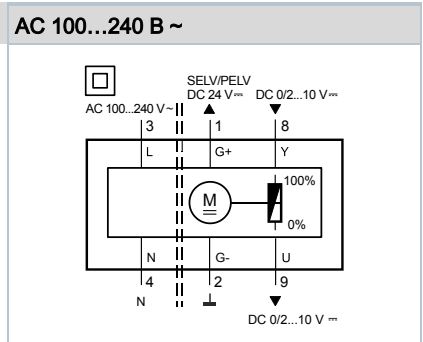 AC 100...240 В ~
SELV/PELV
DC 24 V⎓ DC 0/2...10 V⎓
AC 100...240 V~
3 1 8
L G+ Y
100%
M
0%
N G- U
4 2 9
N
DC 0/2...10 V ⎓